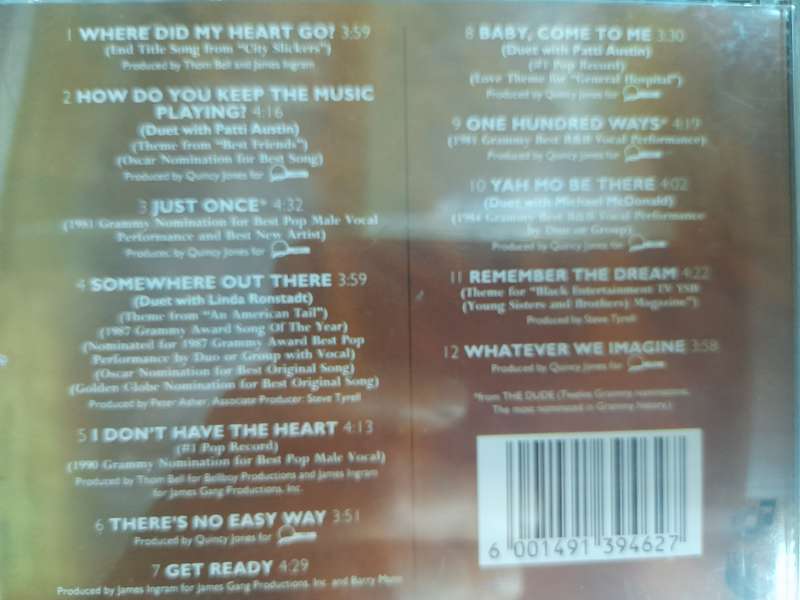 1 WHERE DID MY HEART GO? 3:59
(End Title Song from "City Slickers")
Produced by Thom Bell and James Ingram
2 HOW DO YOU KEEP THE MUSIC
PLAYING? 4:16
(Duet with Patti Austin)
(Theme from "Best Friends")
(Oscar Nomination for Best Song)
Produced by Quincy Jones for
3 JUST ONCE* 4:32
(1981 Grammy Nomination for Best Pop Male Vocal
Performance and Best New Artist)
Produced by Quincy Jones for
4 SOMEWHERE OUT THERE 3:59
(Duet with Linda Ronstadt)
(Theme from "An American Tail")
(1987 Grammy Award Song Of The Year)
(Nominated for 1987 Grammy Award Best Pop
Performance by Duo or Group with Vocal)
(Oscar Nomination for Best Original Song)
(Golden Globe Nomination for Best Original Song)
Produced by Peter Asher; Associate Producer: Steve Tyrell
5 I DON'T HAVE THE HEART 4:13
(#1 Pop Record)
(1990 Grammy Nomination for Best Pop Male Vocal)
Produced by Thom Bell for Bellboy Productions and James Ingram
for James Gang Productions, Inc.
6 THERE'S NO EASY WAY 3:51
Produced by Quincy Jones for
7 GET READY 4:29
Produced by James Ingram for James Gang Productions, Inc. and Barry Mann
8 BABY, COME TO ME 3:30
(Duet with Patti Austin)
(#1 Pop Record)
(Love Theme for "General Hospital")
Produced by Quincy Jones for
9 ONE HUNDRED WAYS* 4:19
(1981 Grammy Best R&B Vocal Performance)
Produced by Quincy Jones for
10 YAH MO BE THERE 4:02
(Duet with Michael McDonald)
(1984 Grammy Best R&B Vocal Performance
by Duo or Group)
Produced by Quincy Jones for
11 REMEMBER THE DREAM 4:22
(Theme for "Black Entertainment TV YSB
(Young Sisters and Brothers) Magazine")
Produced by Steve Tyrell
12 WHATEVER WE IMAGINE 3:58
Produced by Quincy Jones for
*from THE DUDE (Twelve Grammy nominations.
The most nominated in Grammy history.)
6 001491 394627